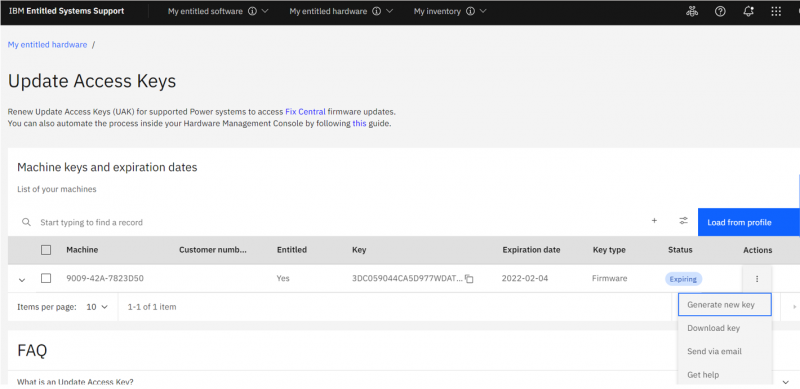 IBM Entitled Systems Support My entitled software My entitled hardware My inventory
My entitled hardware /
Update Access Keys
Renew Update Access Keys (UAK) for supported Power systems to access Fix Central firmware updates.
You can also automate the process inside your Hardware Management Console by following this guide.
Machine keys and expiration dates
List of your machines
Start typing to find a record
Load from profile
Machine Customer numb... Entitled Key Expiration date Key type Status Actions
9009-42A-7823D50 Yes 3DC059044CA5D977WDAT... 2022-02-04 Firmware Expiring
Items per page: 10 1-1 of 1 item
Generate new key
Download key
Send via email
Get help
FAQ
What is an Update Access Key?